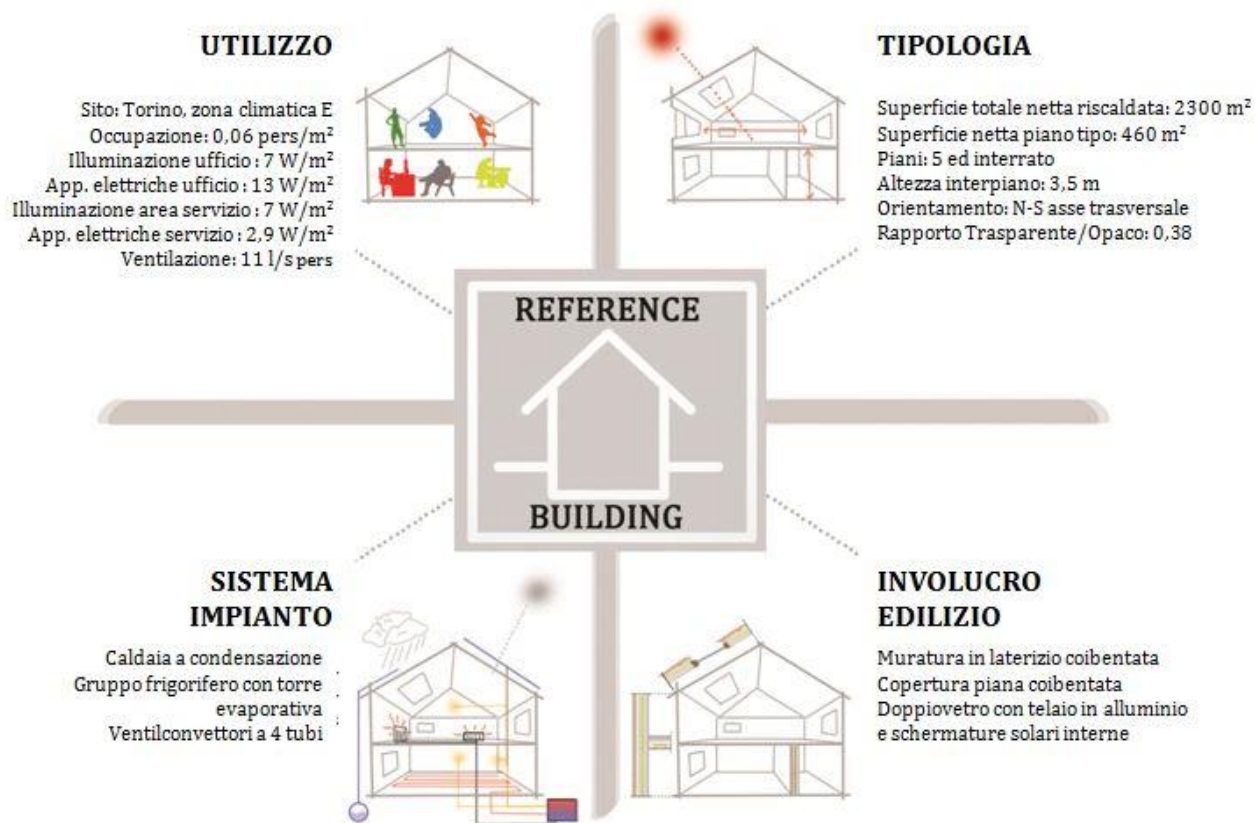 UTILIZZO
Sito: Torino, zona climatica E
Occupazione: 0,06 pers/m²
Illuminazione ufficio : 7 W/m²
App. elettriche ufficio : 13 W/m²
Illuminazione area servizio : 7 W/m²
App. elettriche servizio : 2,9 W/m²
Ventilazione: 11 l/s pers
TIPOLOGIA
Superficie totale netta riscaldata: 2300 m²
Superficie netta piano tipo: 460 m²
Piani: 5 ed interrato
Altezza interpiano: 3,5 m
Orientamento: N-S asse trasversale
Rapporto Trasparente/Opaco: 0,38
REFERENCE
BUILDING
SISTEMA
IMPIANTO
Caldaia a condensazione
Gruppo frigorifero con torre
evaporativa
Ventilconvettori a 4 tubi
INVOLUCRO
EDILIZIO
Muratura in laterizio coibentata
Copertura piana coibentata
Doppiovetro con telaio in alluminio
e schermature solari interne